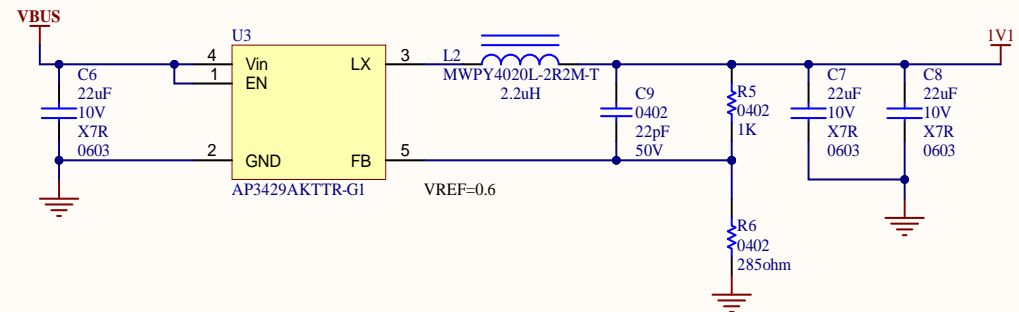 VBUS
1V1
U3
4
Vin
LX
3
1
EN
2
GND
FB
5
AP3429AKTTR-G1
VREF=0.6
C6
22uF
10V
X7R
0603
L2
MWPY4020L-2R2M-T
2.2uH
C9
0402
22pF
50V
R5
0402
1K
C7
22uF
10V
X7R
0603
C8
22uF
10V
X7R
0603
R6
0402
285ohm